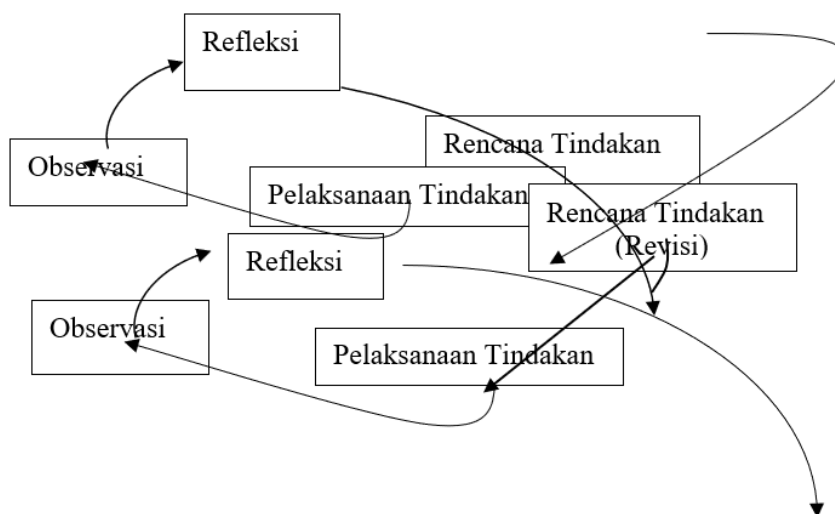 Refleksi
Rencana Tindakan
Observasi
Pelaksanaan Tindakan
Rencana Tindakan
(Revisi)
Refleksi
Observasi
Pelaksanaan Tindakan